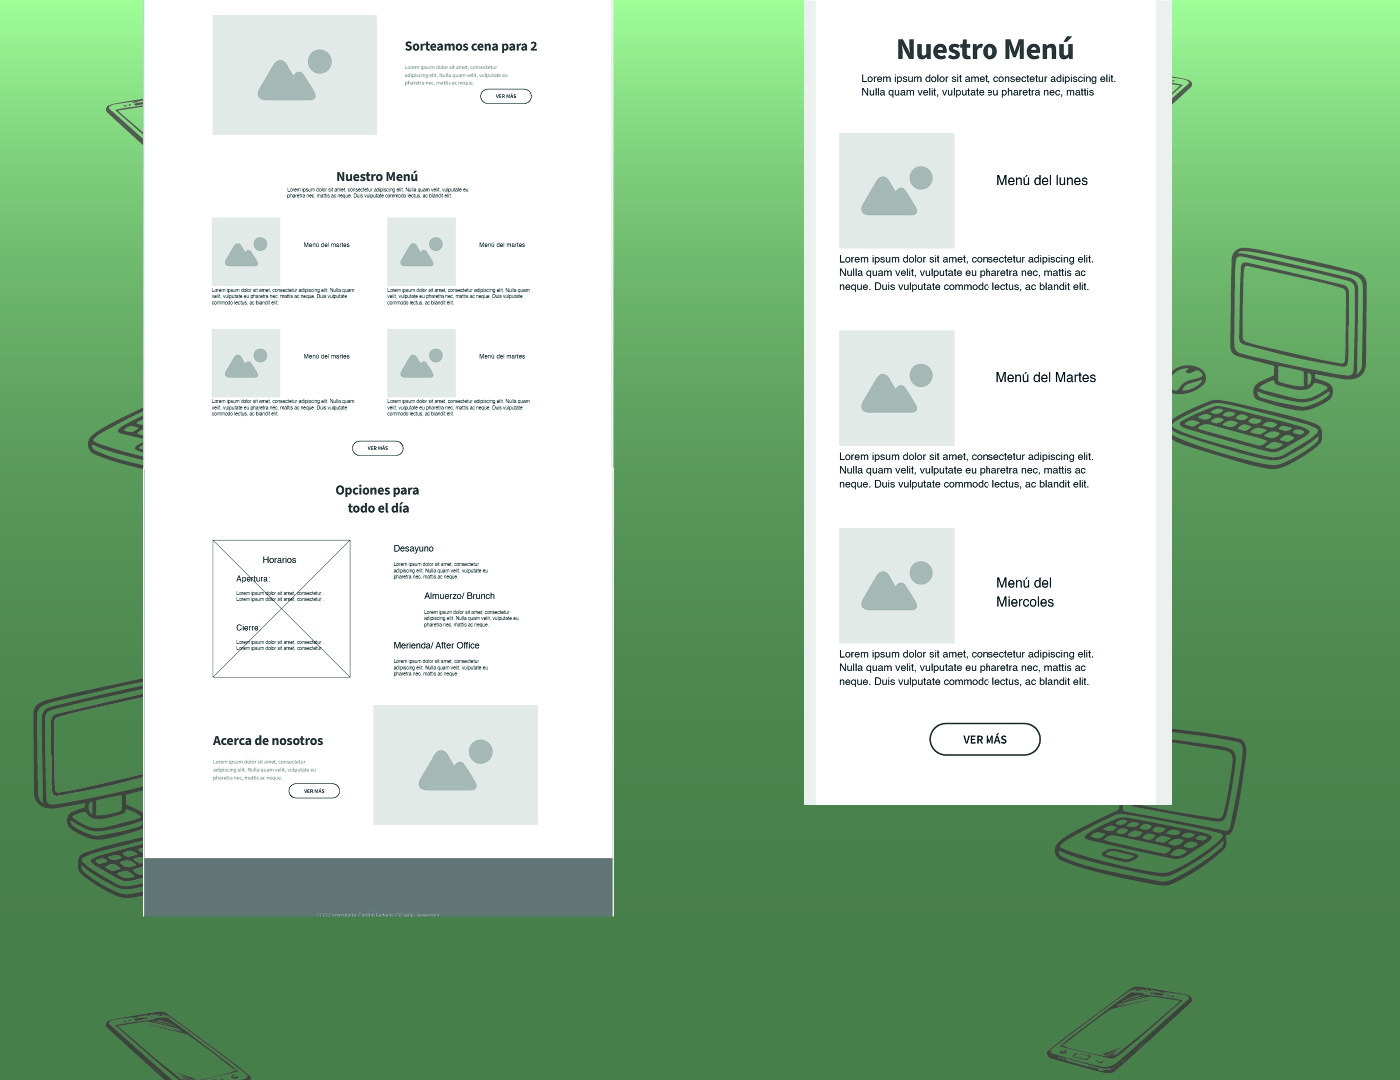 Sorteamos cena para 2
Lorem ipsum dolor sit amet, consectetur
adipiscing elit. Nulla quam velit, vulputate eu
pharetra nec, mattis ac neque.
VER MÁS
Nuestro Menú
Lorem ipsum dolor sit amet, consectetur adipiscing elit. Nulla quam velit, vulputate eu
pharetra nec, mattis ac neque. Duis vulputate commodo lectus, ac blandit elit.
Menú del martes
Lorem ipsum dolor sit amet, consectetur adipiscing elit. Nulla quam
velit, vulputate eu pharetra nec, mattis ac neque. Duis vulputate
commodo lectus, ac blandit elit.
Menú del martes
Lorem ipsum dolor sit amet, consectetur adipiscing elit. Nulla quam
velit, vulputate eu pharetra nec, mattis ac neque. Duis vulputate
commodo lectus, ac blandit elit.
Menú del martes
Lorem ipsum dolor sit amet, consectetur adipiscing elit. Nulla quam
velit, vulputate eu pharetra nec, mattis ac neque. Duis vulputate
commodo lectus, ac blandit elit.
Menú del martes
Lorem ipsum dolor sit amet, consectetur adipiscing elit. Nulla quam
velit, vulputate eu pharetra nec, mattis ac neque. Duis vulputate
commodo lectus, ac blandit elit.
VER MÁS
Opciones para
todo el día
Horarios
Apertura:
Lorem ipsum dolor sit amet, consectetur
Lorem ipsum dolor sit amet, consectetur
Cierre:
Lorem ipsum dolor sit amet, consectetur
Lorem ipsum dolor sit amet, consectetur
Desayuno
Lorem ipsum dolor sit amet, consectetur
adipiscing elit. Nulla quam velit, vulputate eu
pharetra nec, mattis ac neque.
Almuerzo/ Brunch
Lorem ipsum dolor sit amet, consectetur
adipiscing elit. Nulla quam velit, vulputate eu
pharetra nec, mattis ac neque.
Merienda/ After Office
Lorem ipsum dolor sit amet, consectetur
adipiscing elit. Nulla quam velit, vulputate eu
pharetra nec, mattis ac neque.
Acerca de nosotros
Lorem ipsum dolor sit amet, consectetur
adipiscing elit. Nulla quam velit, vulputate eu
pharetra nec, mattis ac neque.
VER MÁS
Nuestro Menú
Lorem ipsum dolor sit amet, consectetur adipiscing elit.
Nulla quam velit, vulputate eu pharetra nec, mattis
Menú del lunes
Lorem ipsum dolor sit amet, consectetur adipiscing elit.
Nulla quam velit, vulputate eu pharetra nec, mattis ac
neque. Duis vulputate commodo lectus, ac blandit elit.
Menú del Martes
Lorem ipsum dolor sit amet, consectetur adipiscing elit.
Nulla quam velit, vulputate eu pharetra nec, mattis ac
neque. Duis vulputate commodo lectus, ac blandit elit.
Menú del
Miercoles
Lorem ipsum dolor sit amet, consectetur adipiscing elit.
Nulla quam velit, vulputate eu pharetra nec, mattis ac
neque. Duis vulputate commodo lectus, ac blandit elit.
VER MÁS